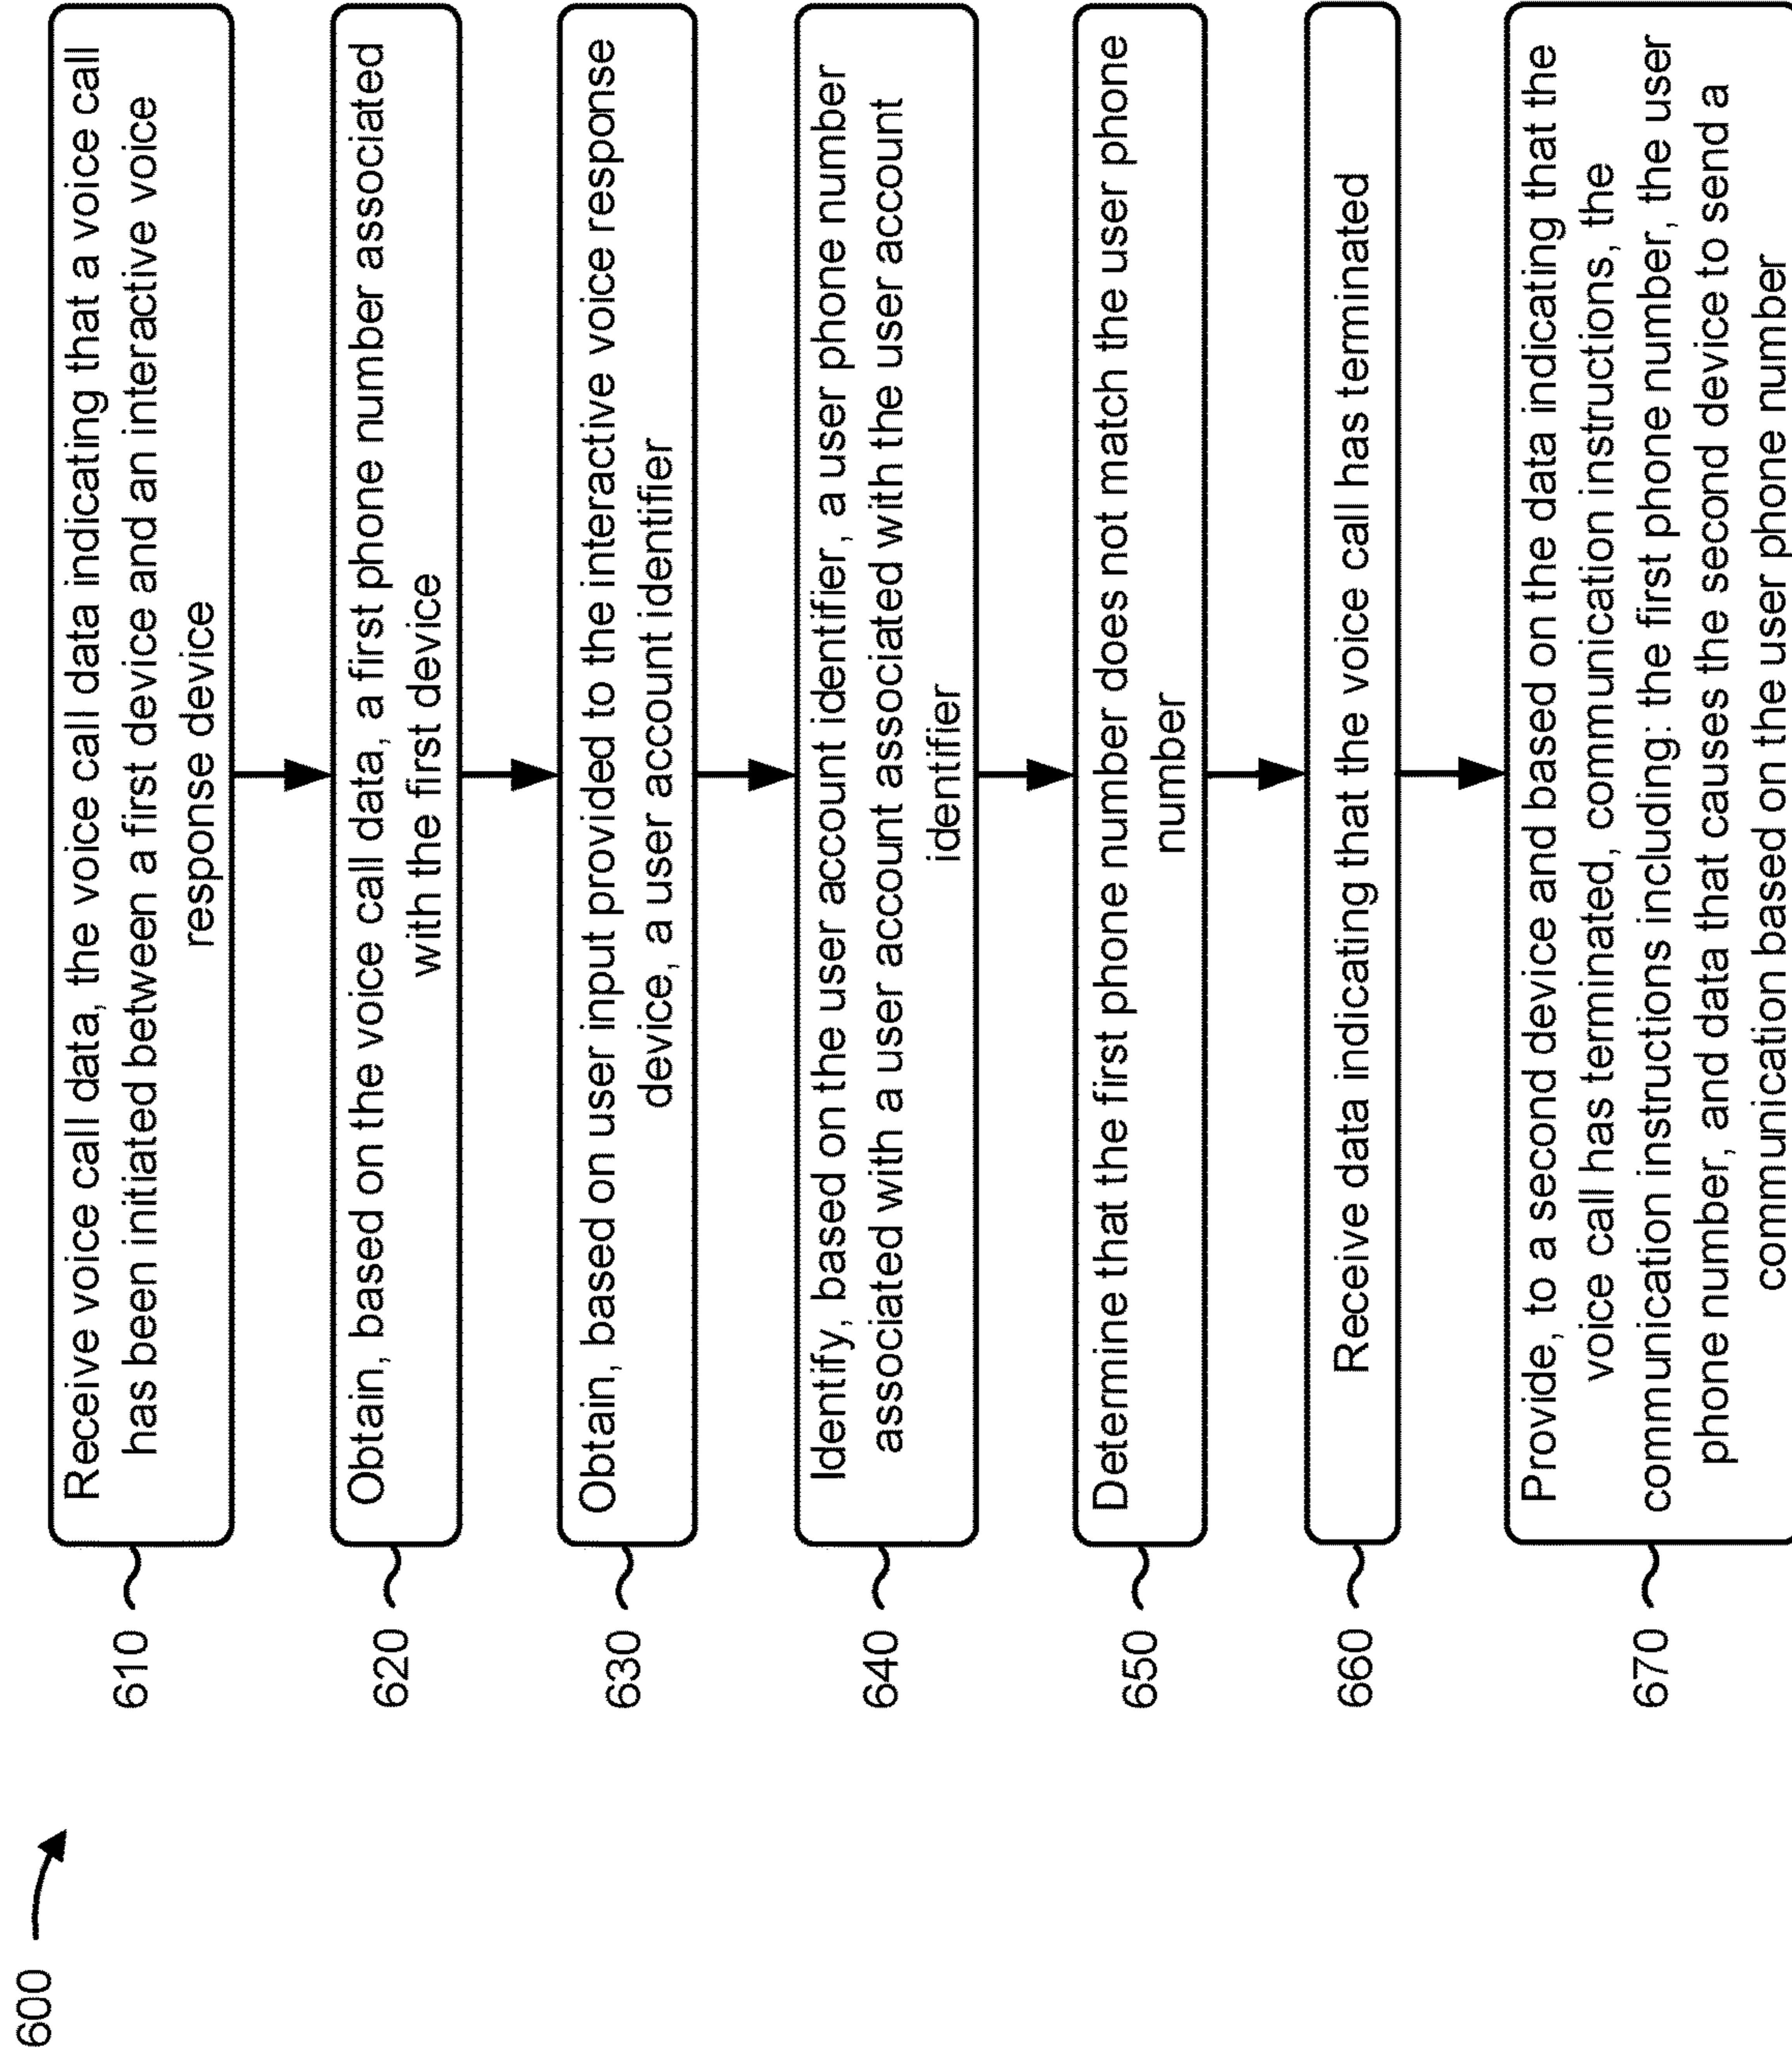 600
610
Receive voice call data, the voice call data indicating that a voice call
has been initiated between a first device and an interactive voice
response device
620
Obtain, based on the voice call data, a first phone number associated
with the first device
630
Obtain, based on user input provided to the interactive voice response
device, a user account identifier
640
Identify, based on the user account identifier, a user phone number
associated with a user account associated with the user account
identifier
650
Determine that the first phone number does not match the user phone
number
660
Receive data indicating that the voice call has terminated
670
Provide, to a second device and based on the data indicating that the
voice call has terminated, communication instructions, the
communication instructions including: the first phone number, the user
phone number, and data that causes the second device to send a
communication based on the user phone number